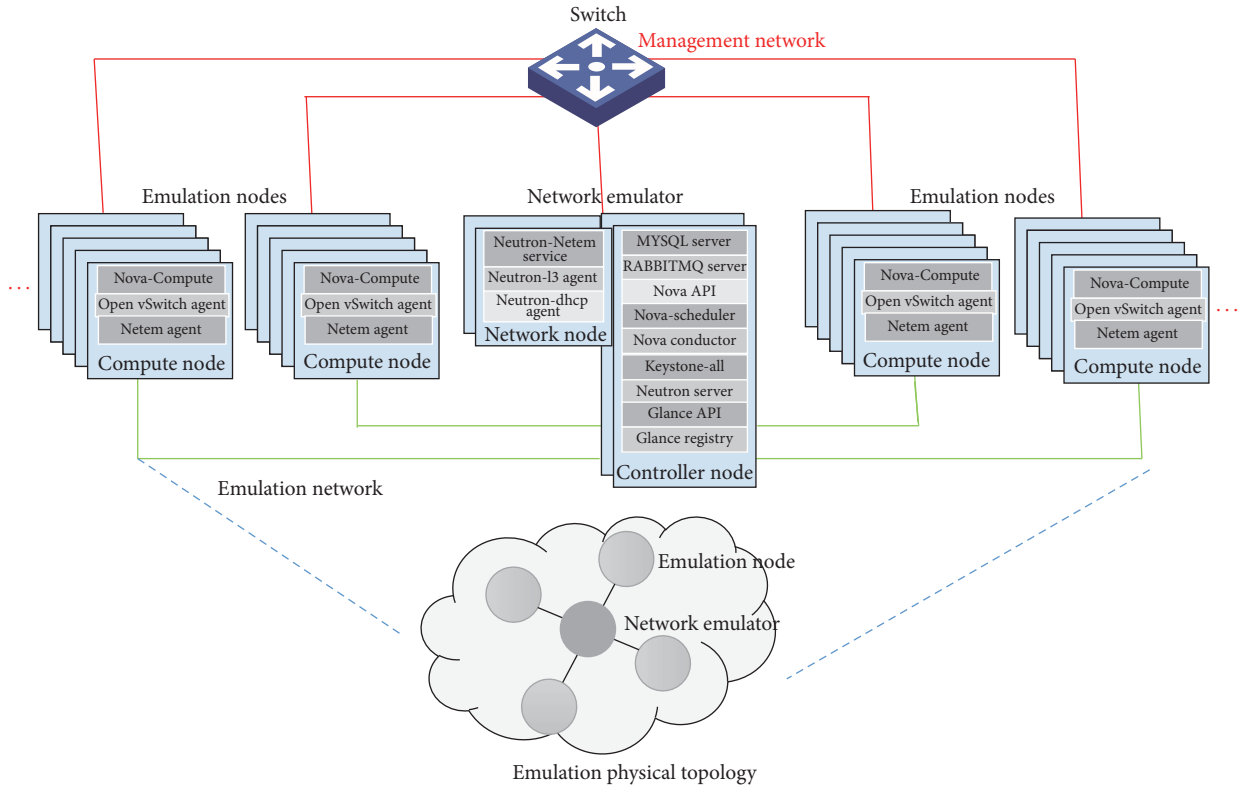 Switch
Management network
Emulation nodes
Network emulator
Emulation nodes
Nova-Compute
Open vSwitch agent
Netem agent
Compute node
Nova-Compute
Open vSwitch agent
Netem agent
Compute node
Neutron-Netem
service
Neutron-l3 agent
Neutron-dhcp
agent
Network node
MYSQL server
RABBITMQ server
Nova API
Nova-scheduler
Nova conductor
Keystone-all
Neutron server
Glance API
Glance registry
Controller node
Nova-Compute
Open vSwitch agent
Netem agent
Compute node
Nova-Compute
Open vSwitch agent
Netem agent
Compute node
...
...
Emulation network
Emulation node
Network emulator
Emulation physical topology